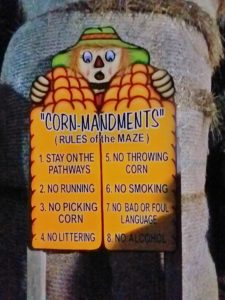 "CORN-MANDMENTS"
( RULES of the MAZE )
1. STAY ON THE
PATHWAYS
2. NO RUNNING
3. NO PICKING
CORN
4. NO LITTERING
5. NO THROWING
CORN
6. NO SMOKING
7. NO BAD OR FOUL
LANGUAGE
8. NO ALCOHOL